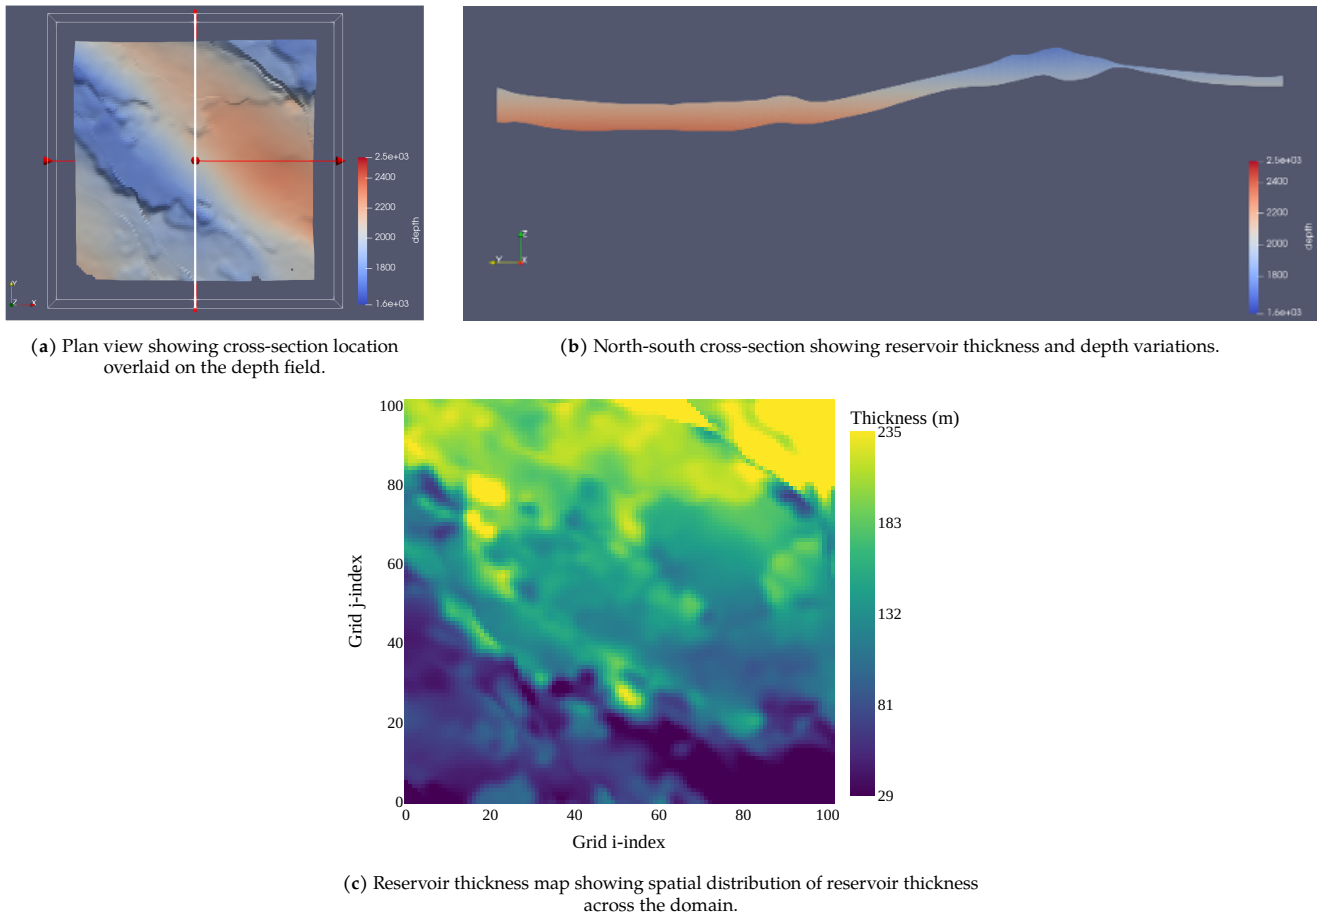 2.5e+03
2400
2200
2000
1800
1.6e+03
depth
Y
Z
X
2.5e+03
2400
2200
2000
1800
1.6e+03
depth
Z
Y
X
(a) Plan view showing cross-section location
overlaid on the depth field.
(b) North-south cross-section showing reservoir thickness and depth variations.
Thickness (m)
235
183
132
81
29
100
80
60
40
20
0
Grid j-index
0
20
40
60
80
100
Grid i-index
(c) Reservoir thickness map showing spatial distribution of reservoir thickness
across the domain.